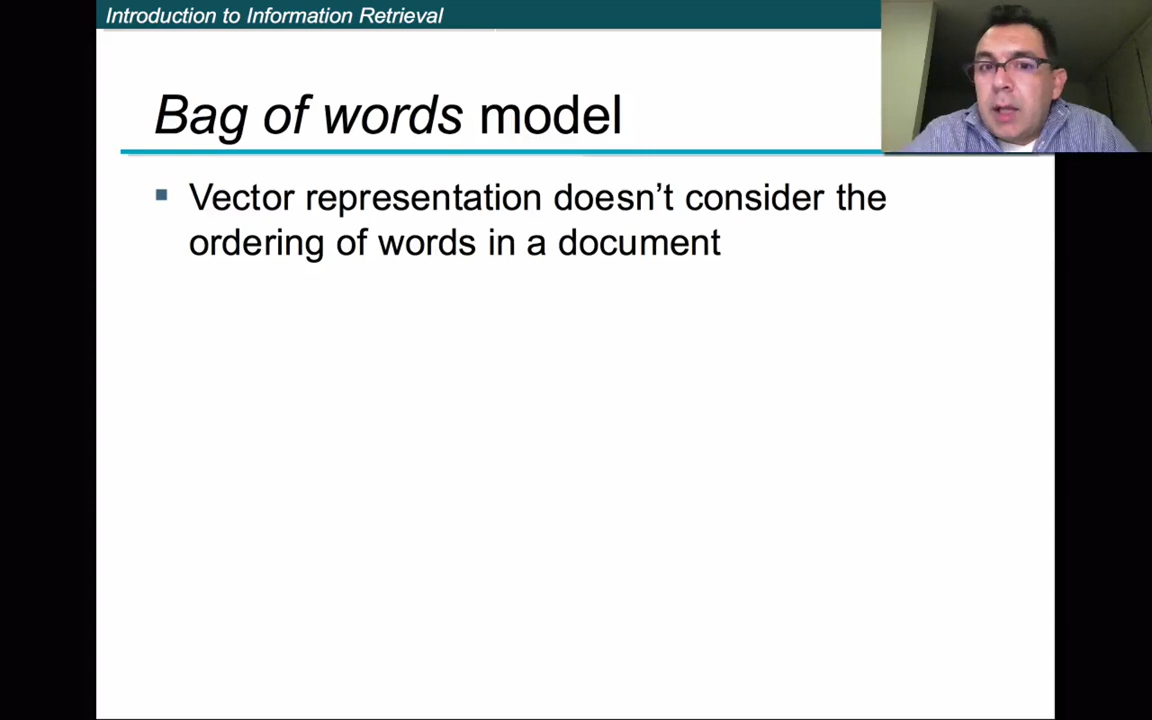 Introduction to Information Retrieval
Bag of words model
▪ Vector representation doesn’t consider the
ordering of words in a document